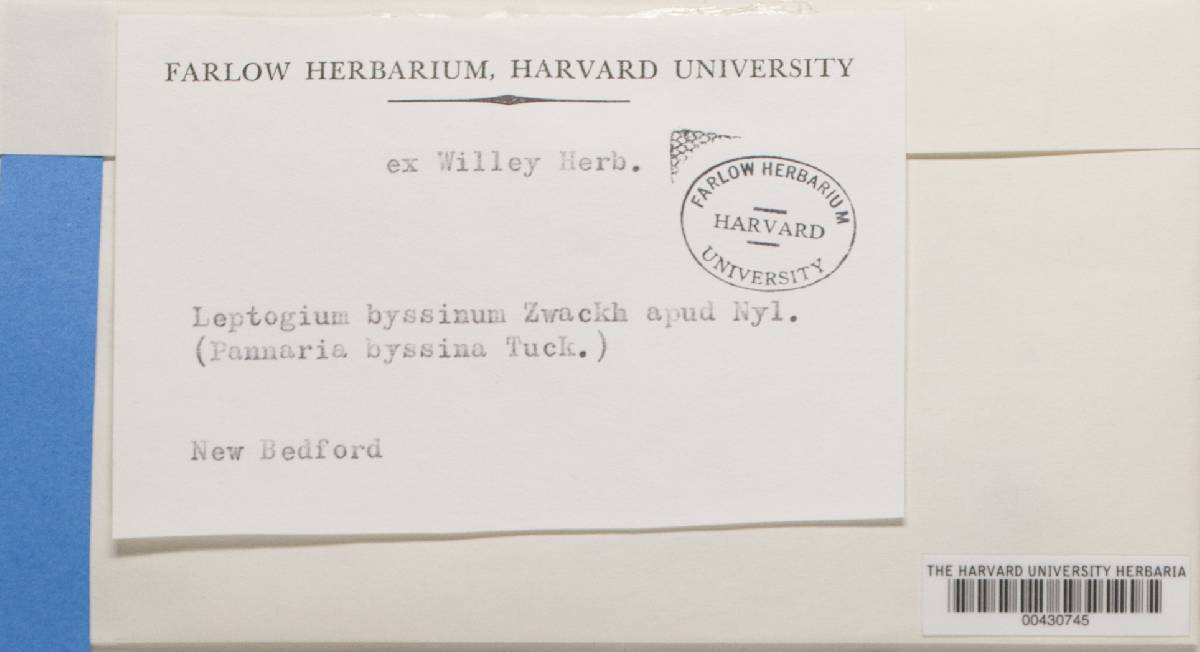 FARLOW HERBARIUM, HARVARD UNIVERSITY
ex Willey Herb.
FARLOW HERBARIUM
HARVARD
UNIVERSITY
Leptogium byssinum Zwackh apud Nyl.
(Pannaria byssina Tuck.)
New Bedford
THE HARVARD UNIVERSITY HERBARIA
00430745